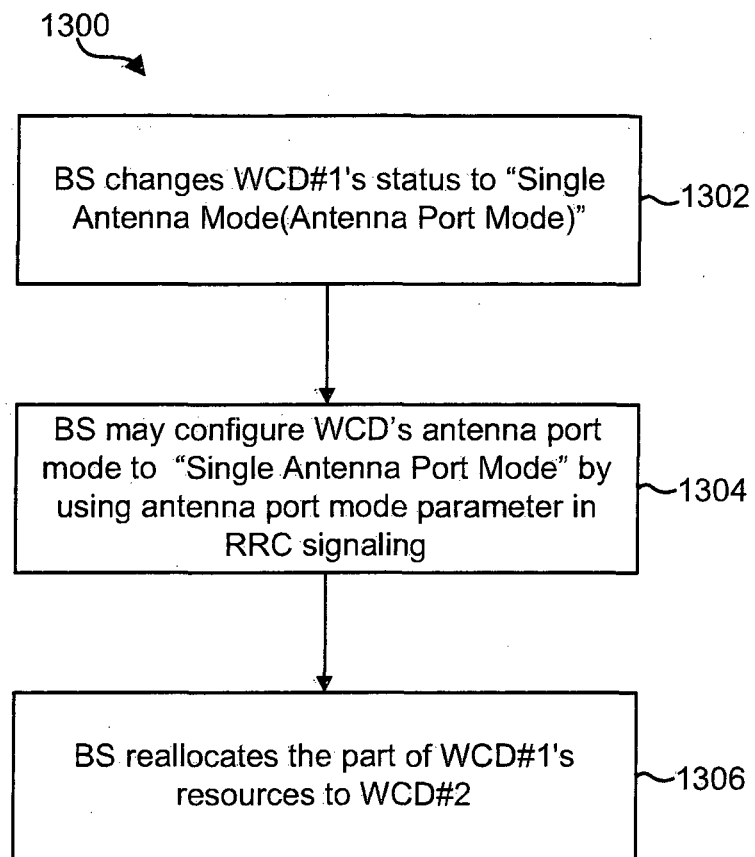 1300
BS changes WCD#1's status to “Single
Antenna Mode(Antenna Port Mode)”
1302
BS may configure WCD's antenna port
mode to “Single Antenna Port Mode” by
using antenna port mode parameter in
RRC signaling
1304
BS reallocates the part of WCD#1's
resources to WCD#2
1306